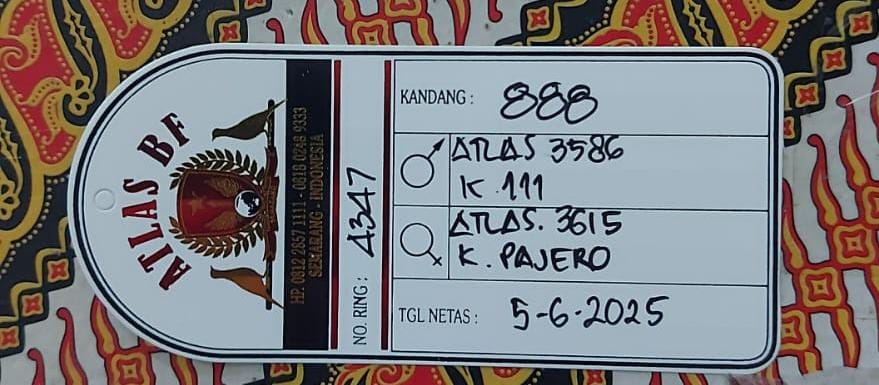 ATLAS BF
HP. 0812 2857 1111 - 0818 0248 9333
SEMARANG - INDONESIA
NO. RING : 4347
KANDANG : 888
♂ ATLAS 3586
K.111
♀ ATLAS. 3615
K. PAJERO
TGL NETAS : 5-6-2025